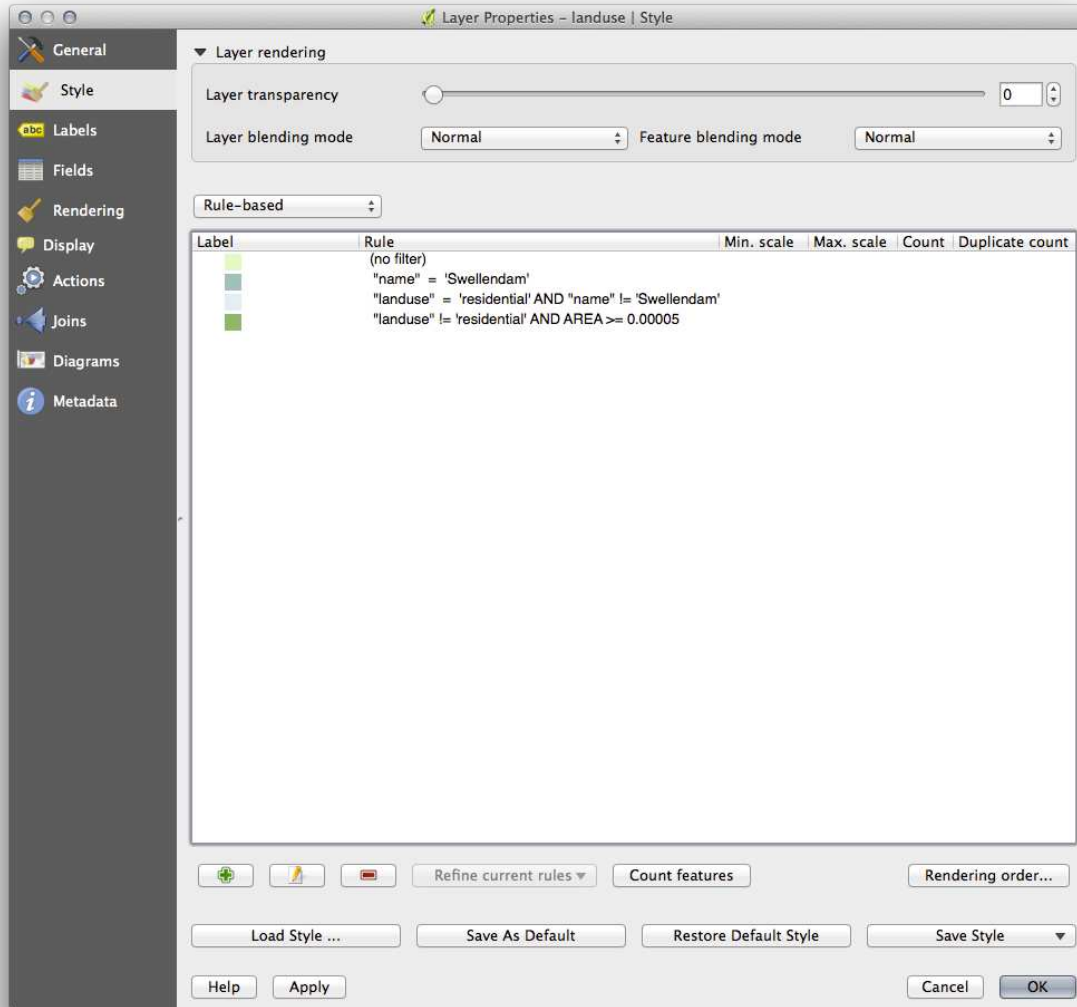 Layer Properties - landuse | Style
General
Style
abc Labels
Fields
Rendering
Display
Actions
Joins
Diagrams
i Metadata
Layer rendering
Layer transparency 0
Layer blending mode Normal Feature blending mode Normal
Rule-based
Label Rule Min. scale Max. scale Count Duplicate count
(no filter)
"name" = 'Swellendam'
"landuse" = 'residential' AND "name" != 'Swellendam'
"landuse" != 'residential' AND AREA >= 0.00005
Refine current rules Count features Rendering order...
Load Style ... Save As Default Restore Default Style Save Style
Help Apply Cancel OK